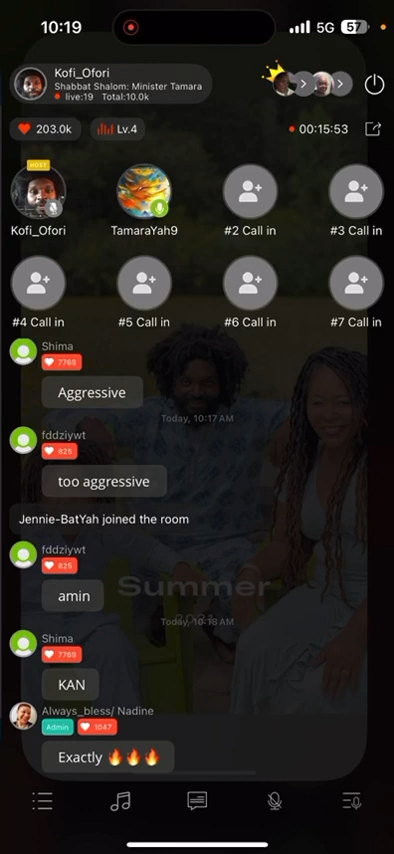 10:19
5G
57
Kofi_Ofori
Shabbat Shalom: Minister Tamara
live:19 Total:10.0k
203.0k
Lv.4
00:15:53
HOST
Kofi_Ofori
TamaraYah9
#2 Call in
#3 Call in
#4 Call in
#5 Call in
#6 Call in
#7 Call in
Shima
7769
Aggressive
Today, 10:17 AM
fddziywt
825
too aggressive
Jennie-BatYah joined the room
fddziywt
825
amin
Summer
Today, 10:18 AM
Shima
7769
KAN
Always_bless/ Nadine
Admin
1047
Exactly 🔥🔥🔥